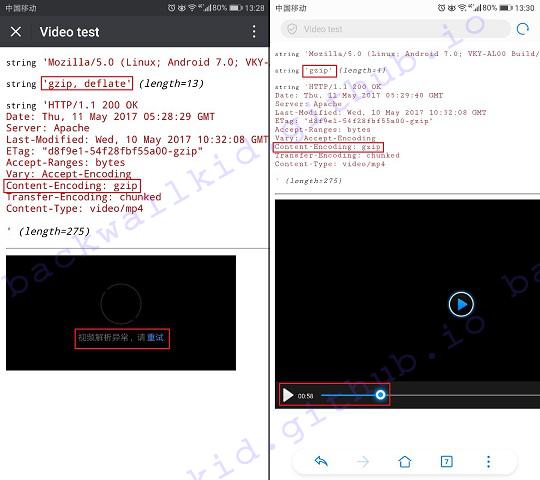 中国移动
80% 13:28
Video test
string 'Mozilla/5.0 (Linux; Android 7.0; VKY-
string 'gzip, deflate' (length=13)
string 'HTTP/1.1 200 OK
Date: Thu, 11 May 2017 05:28:29 GMT
Server: Apache
Last-Modified: Wed, 10 May 2017 10:32:08 GMT
ETag: "d8f9e1-54f28fbf55a00-gzip"
Accept-Ranges: bytes
Vary: Accept-Encoding
Content-Encoding: gzip
Transfer-Encoding: chunked
Content-Type: video/mp4
' (length=275)
视频解析异常，请 重试.
中国移动
80% 13:30
Video test
string 'Mozilla/5.0 (Linux; Android 7.0; VKY-AL00 Build/
string 'gzip' (length=4)
string 'HTTP/1.1 200 OK
Date: Thu, 11 May 2017 05:29:40 GMT
Server: Apache
Last-Modified: Wed, 10 May 2017 10:32:08 GMT
ETag: "d8f9e1-54f28fbf55a00-gzip"
Accept-Ranges: bytes
Vary: Accept-Encoding
Content-Encoding: gzip
Transfer-Encoding: chunked
Content-Type: video/mp4
' (length=275)
00:58
7
backwallkid.github.io